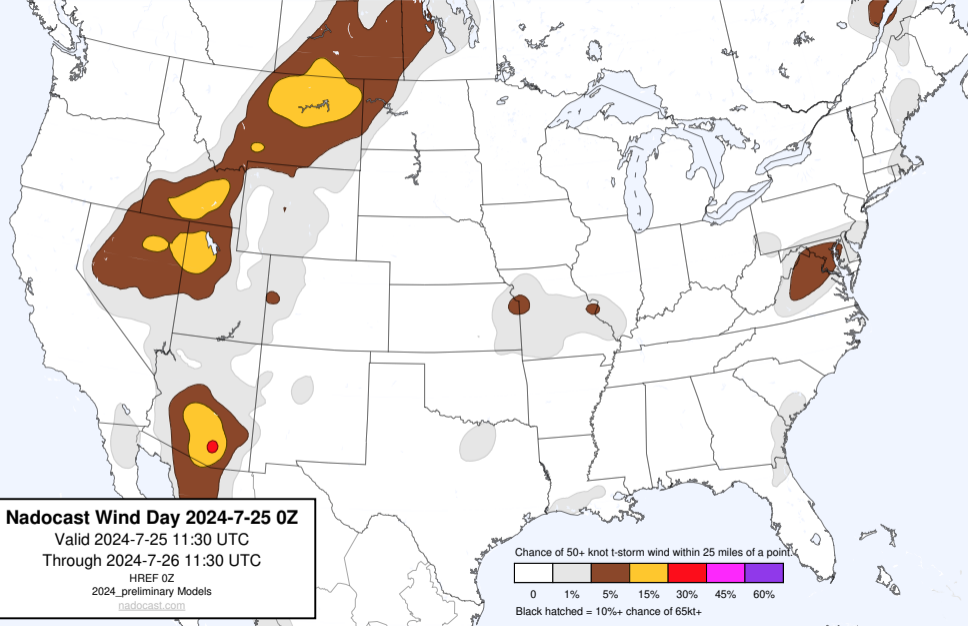 Nadocast Wind Day 2024-7-25 0Z
Valid 2024-7-25 11:30 UTC
Through 2024-7-26 11:30 UTC
HREF 0Z
2024_preliminary Models
nadocast.com
Chance of 50+ knot t-storm wind within 25 miles of a point.
0 1% 5% 15% 30% 45% 60%
Black hatched = 10%+ chance of 65kt+